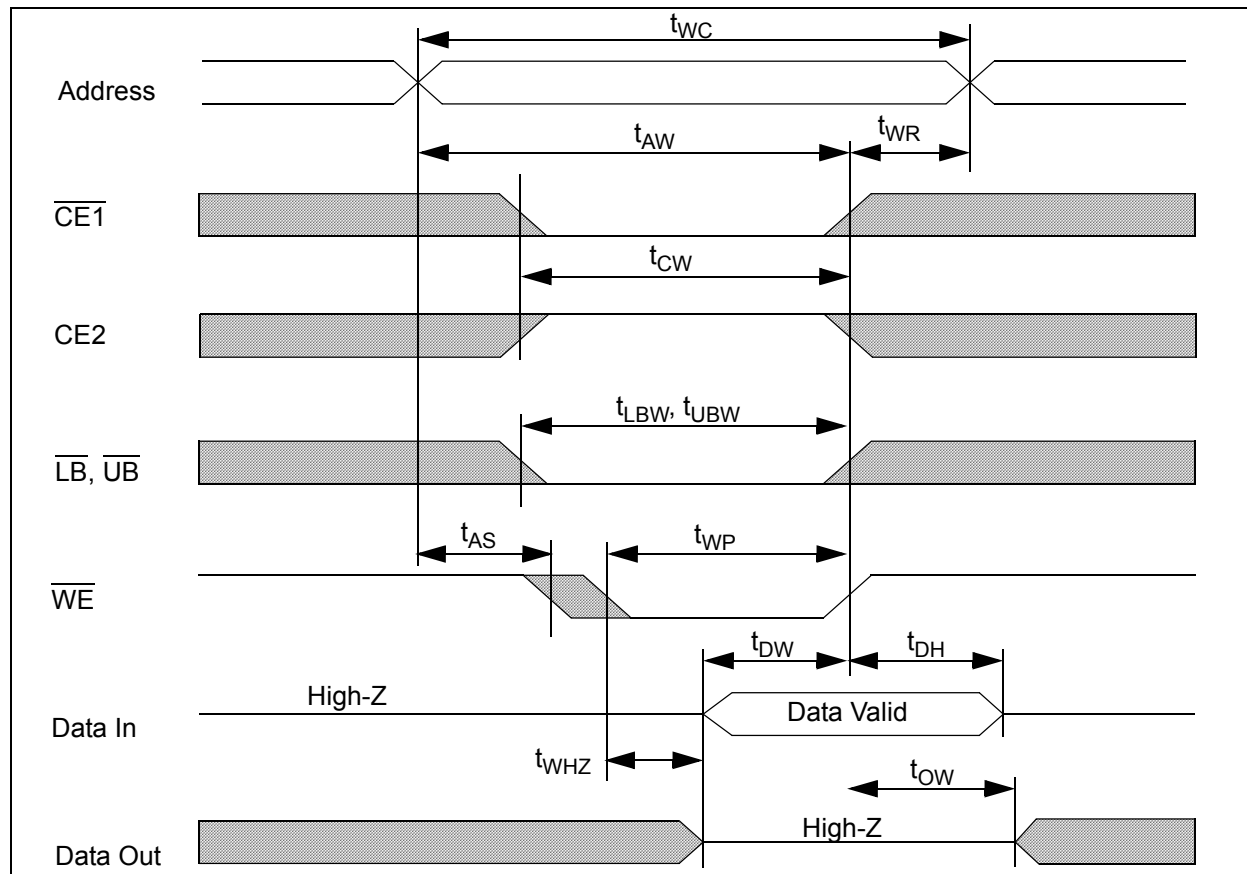 tWC
Address
tAW
tWR
CE1
tCW
CE2
tLBW, tUBW
LB, UB
tAS
tWP
WE
tDW
tDH
High-Z
Data Valid
Data In
tWHZ
tOW
High-Z
Data Out